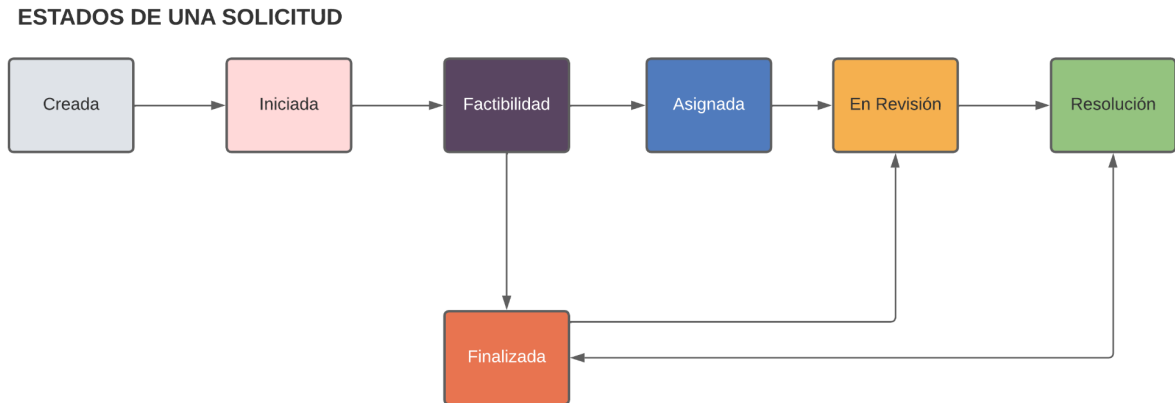 ESTADOS DE UNA SOLICITUD
Creada
Iniciada
Factibilidad
Asignada
En Revisión
Resolución
Finalizada